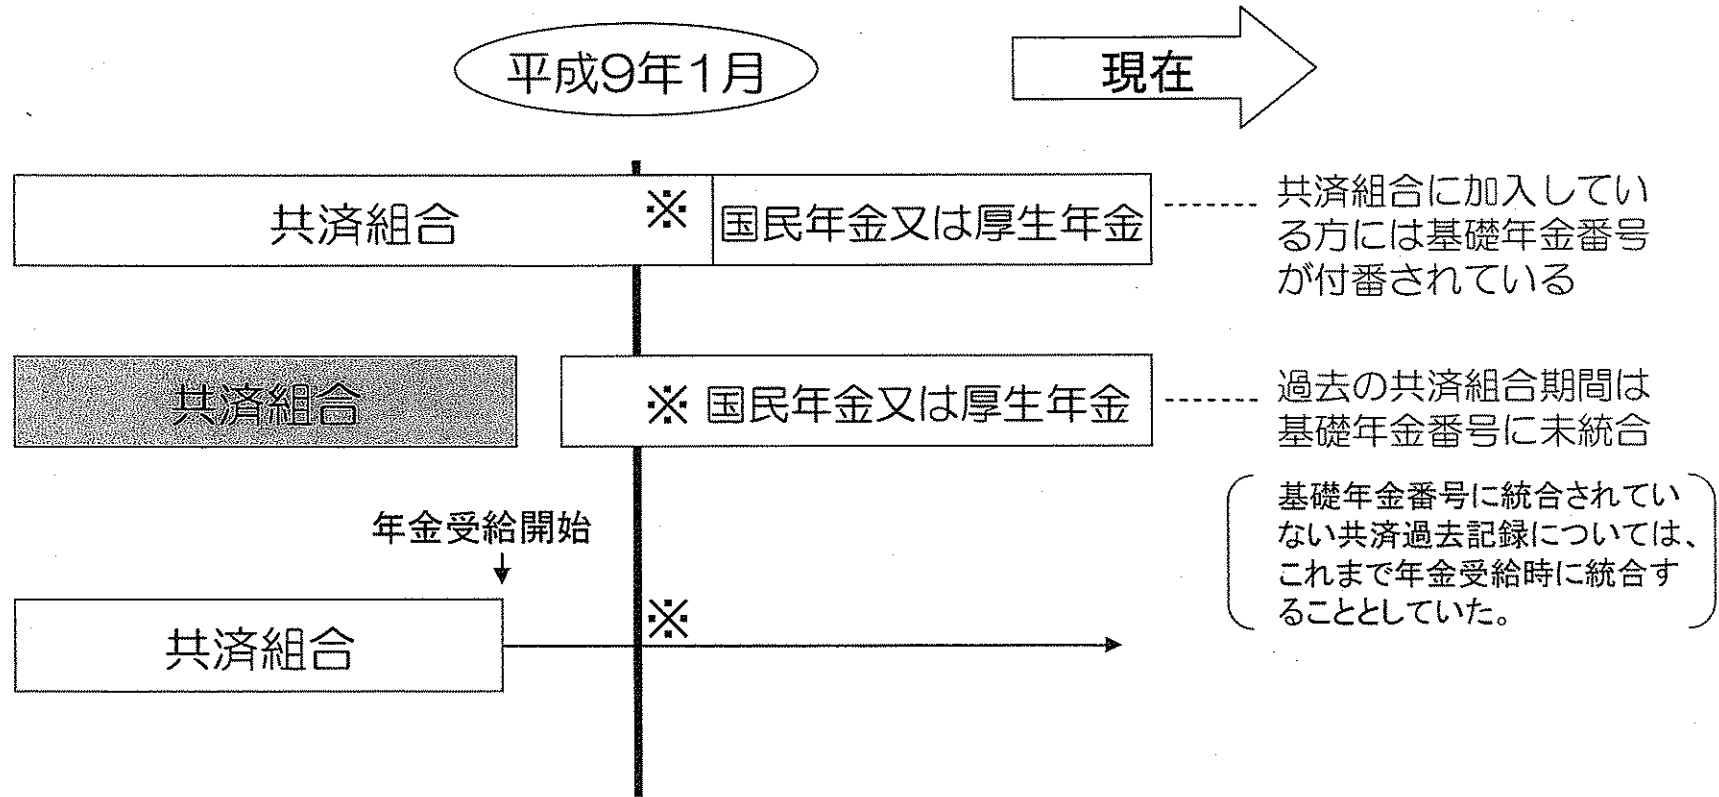 平成9年1月
現在
共済組合
※
国民年金又は厚生年金
共済組合に加入してい
る方には基礎年金番号
が付番されている
共済組合
※
国民年金又は厚生年金
過去の共済組合期間は
基礎年金番号に未統合
基礎年金番号に統合されてい
ない共済過去記録については、
これまで年金受給時に統合す
ることとしていた。
年金受給開始
共済組合
※